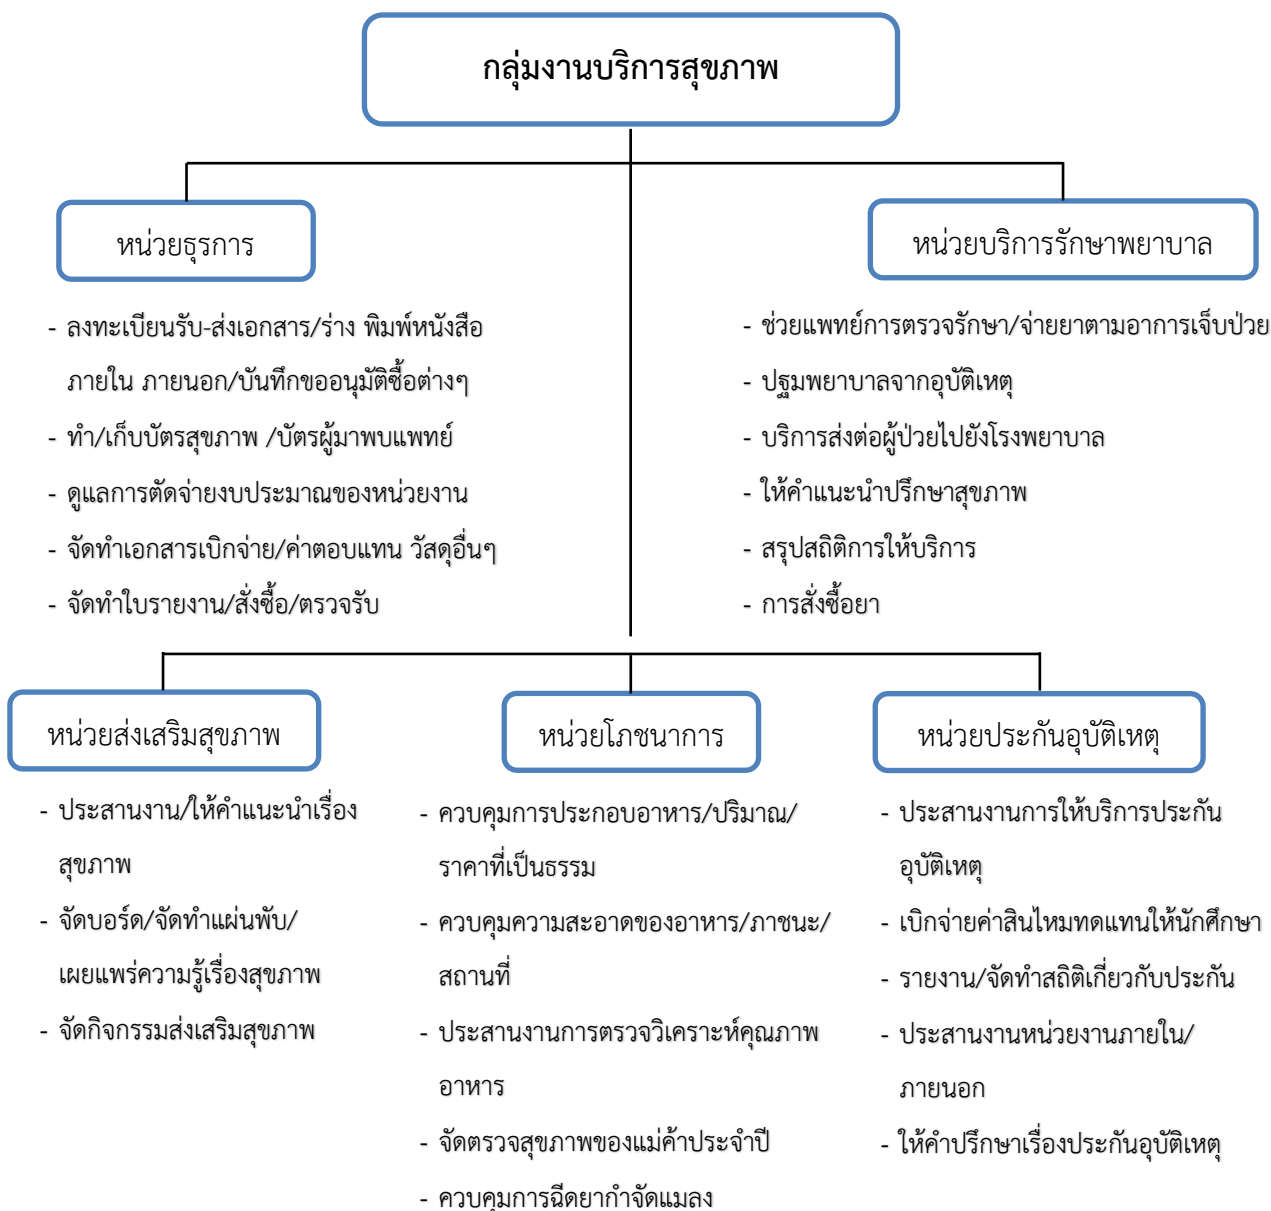 กลุ่มงานบริการสุขภาพ
หน่วยธุรการ
- ลงทะเบียนรับ-ส่งเอกสาร/ร่าง พิมพ์หนังสือ
ภายใน ภายนอก/บันทึกขออนุมัติซื้อต่างๆ
- ทำ/เก็บบัตรสุขภาพ /บัตรผู้มาพบแพทย์
- ดูแลการตัดจ่ายงบประมาณของหน่วยงาน
- จัดทำเอกสารเบิกจ่าย/ค่าตอบแทน วัสดุอื่นๆ
- จัดทำใบรายงาน/สั่งซื้อ/ตรวจรับ
หน่วยบริการรักษาพยาบาล
- ช่วยแพทย์การตรวจรักษา/จ่ายยาตามอาการเจ็บป่วย
- ปฐมพยาบาลจากอุบัติเหตุ
- บริการส่งต่อผู้ป่วยไปยังโรงพยาบาล
- ให้คำแนะนำปรึกษาสุขภาพ
- สรุปสถิติการให้บริการ
- การสั่งซื้อยา
หน่วยส่งเสริมสุขภาพ
- ประสานงาน/ให้คำแนะนำเรื่อง
สุขภาพ
- จัดบอร์ด/จัดทำแผ่นพับ/
เผยแพร่ความรู้เรื่องสุขภาพ
- จัดกิจกรรมส่งเสริมสุขภาพ
หน่วยโภชนาการ
- ควบคุมการประกอบอาหาร/ปริมาณ/
ราคาที่เป็นธรรม
- ควบคุมความสะอาดของอาหาร/ภาชนะ/
สถานที่
- ประสานงานการตรวจวิเคราะห์คุณภาพ
อาหาร
- จัดตรวจสุขภาพของแม่ค้าประจำปี
- ควบคุมการฉีดยากำจัดแมลง
หน่วยประกันอุบัติเหตุ
- ประสานงานการให้บริการประกัน
อุบัติเหตุ
- เบิกจ่ายค่าสินไหมทดแทนให้นักศึกษา
- รายงาน/จัดทำสถิติเกี่ยวกับประกัน
- ประสานงานหน่วยงานภายใน/
ภายนอก
- ให้คำปรึกษาเรื่องประกันอุบัติเหตุ